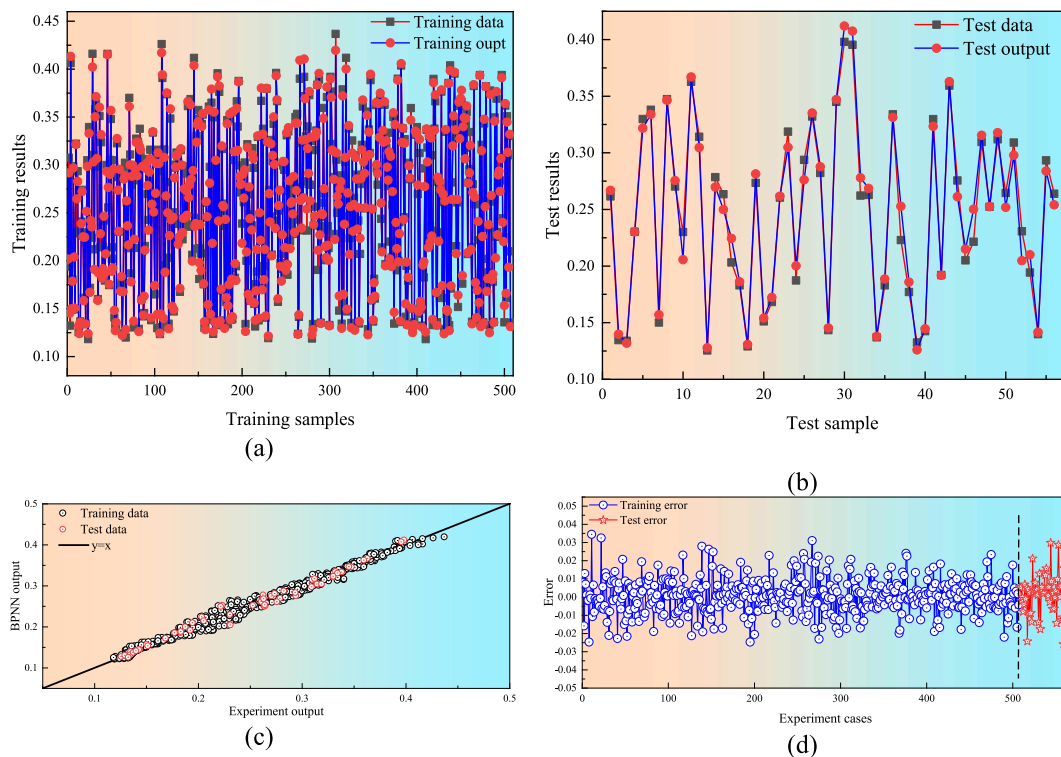 Training data
Training oupt
Training results
0.45
0.40
0.35
0.30
0.25
0.20
0.15
0.10
0
100
200
300
400
500
Training samples
(a)
Test data
Test output
Test results
0.40
0.35
0.30
0.25
0.20
0.15
0.10
0
10
20
30
40
50
Test sample
(b)
Training data
Test data
y=x
BPNN output
0.5
0.4
0.3
0.2
0.1
0.1
0.2
0.3
0.4
0.5
Experiment output
(c)
Training error
Test error
Error
0.05
0.04
0.03
0.02
0.01
0.00
-0.01
-0.02
-0.03
-0.04
-0.05
0
100
200
300
400
500
Experiment cases
(d)